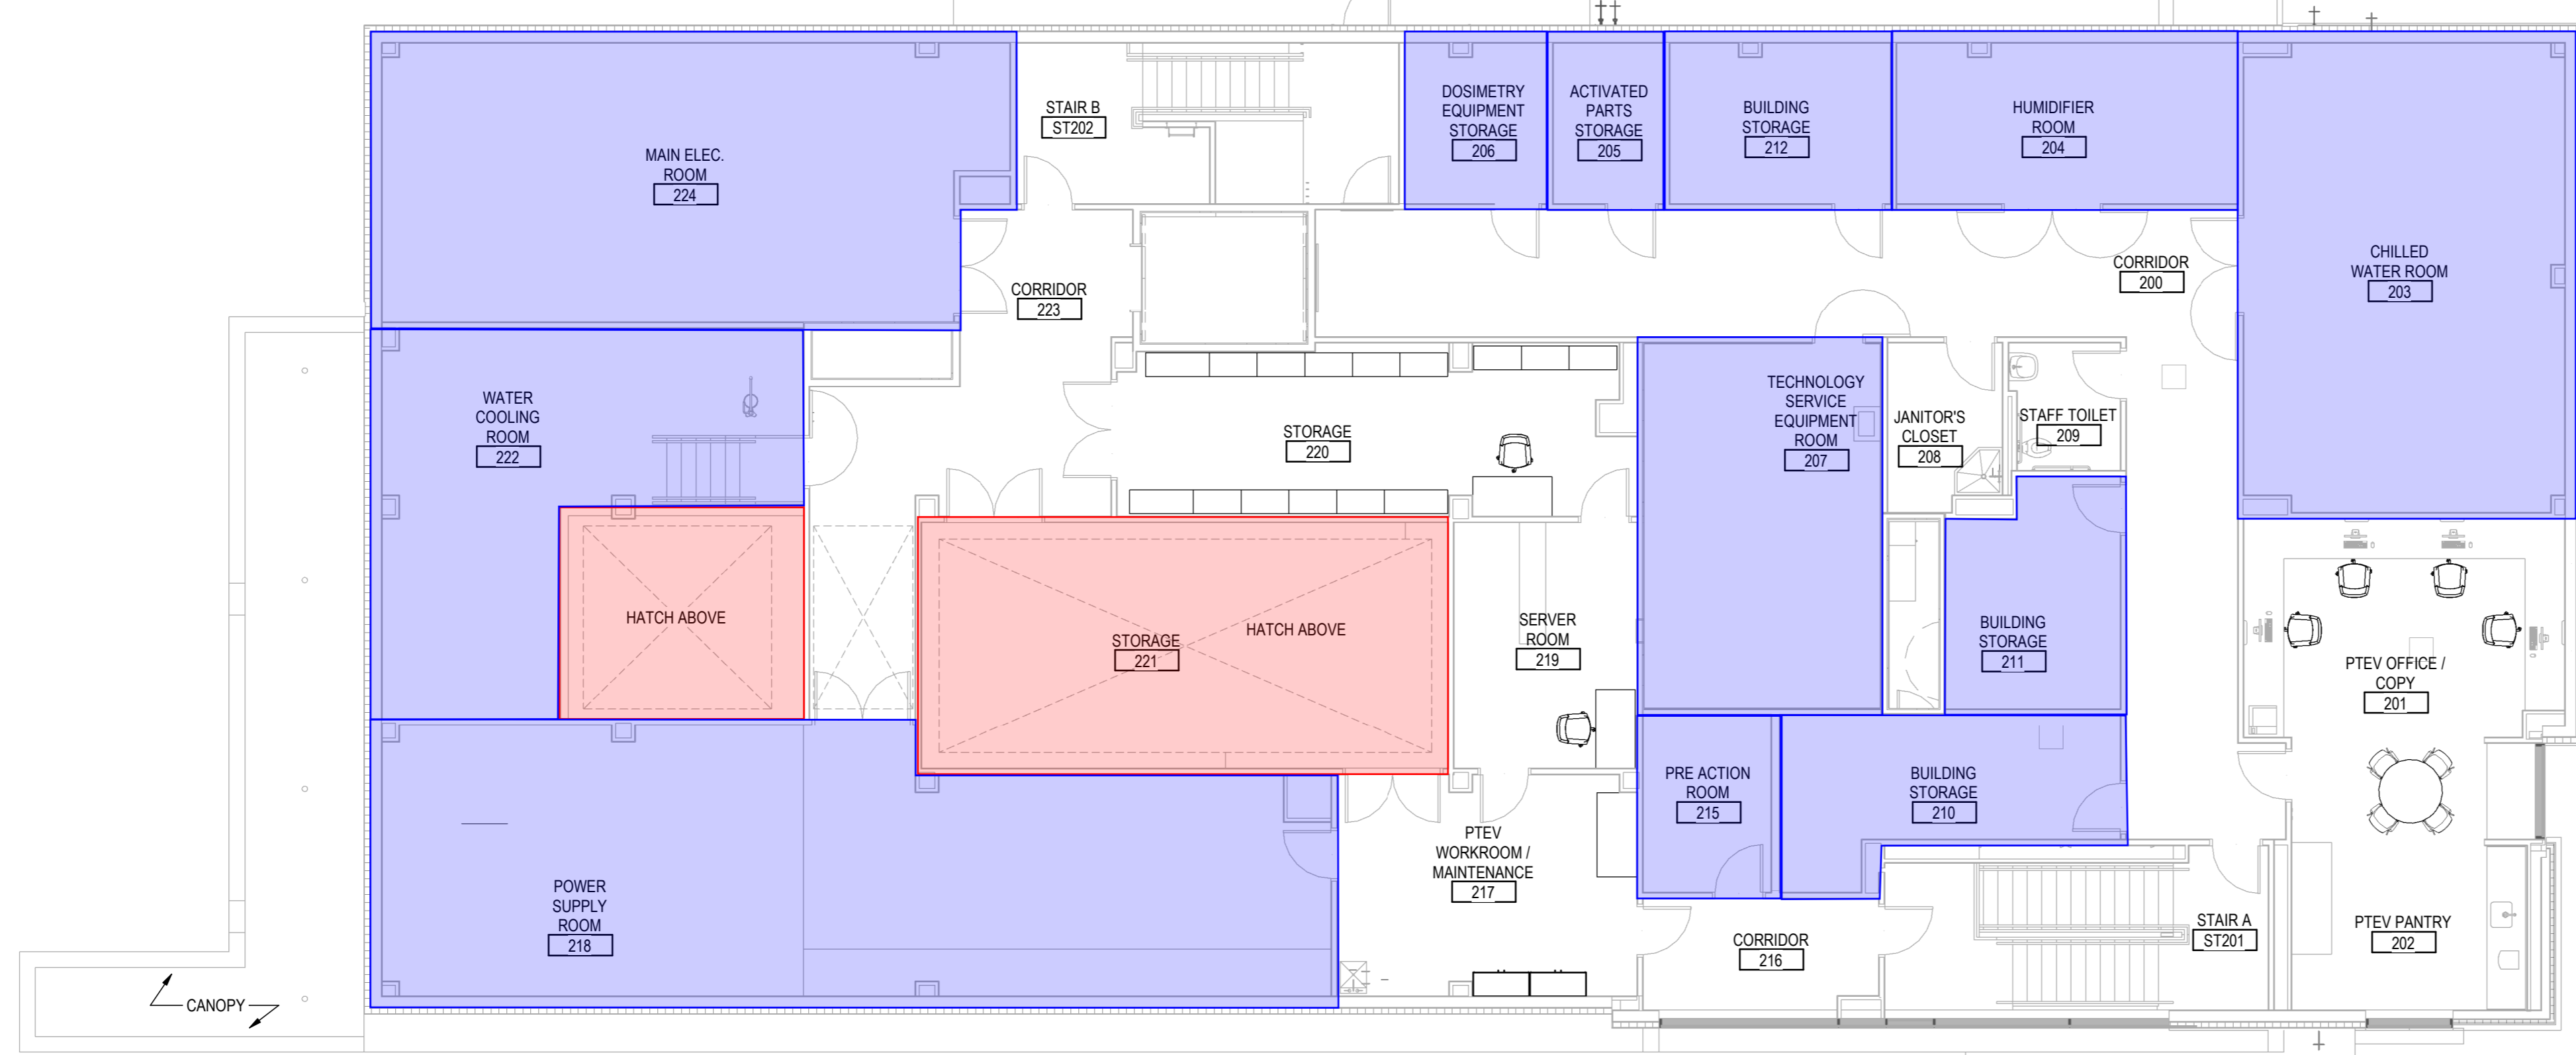 MAIN ELEC.
ROOM
224
STAIR B
ST202
DOSIMETRY
EQUIPMENT
STORAGE
206
ACTIVATED
PARTS
STORAGE
205
BUILDING
STORAGE
212
HUMIDIFIER
ROOM
204
CHILLED
WATER ROOM
203
CORRIDOR
223
CORRIDOR
200
WATER
COOLING
ROOM
222
STORAGE
220
TECHNOLOGY
SERVICE
EQUIPMENT
ROOM
207
JANITOR'S
CLOSET
208
STAFF TOILET
209
HATCH ABOVE
STORAGE
221
HATCH ABOVE
SERVER
ROOM
219
BUILDING
STORAGE
211
PTEV OFFICE /
COPY
201
POWER
SUPPLY
ROOM
218
PTEV
WORKROOM /
MAINTENANCE
217
PRE ACTION
ROOM
215
BUILDING
STORAGE
210
CORRIDOR
216
STAIR A
ST201
PTEV PANTRY
202
CANOPY